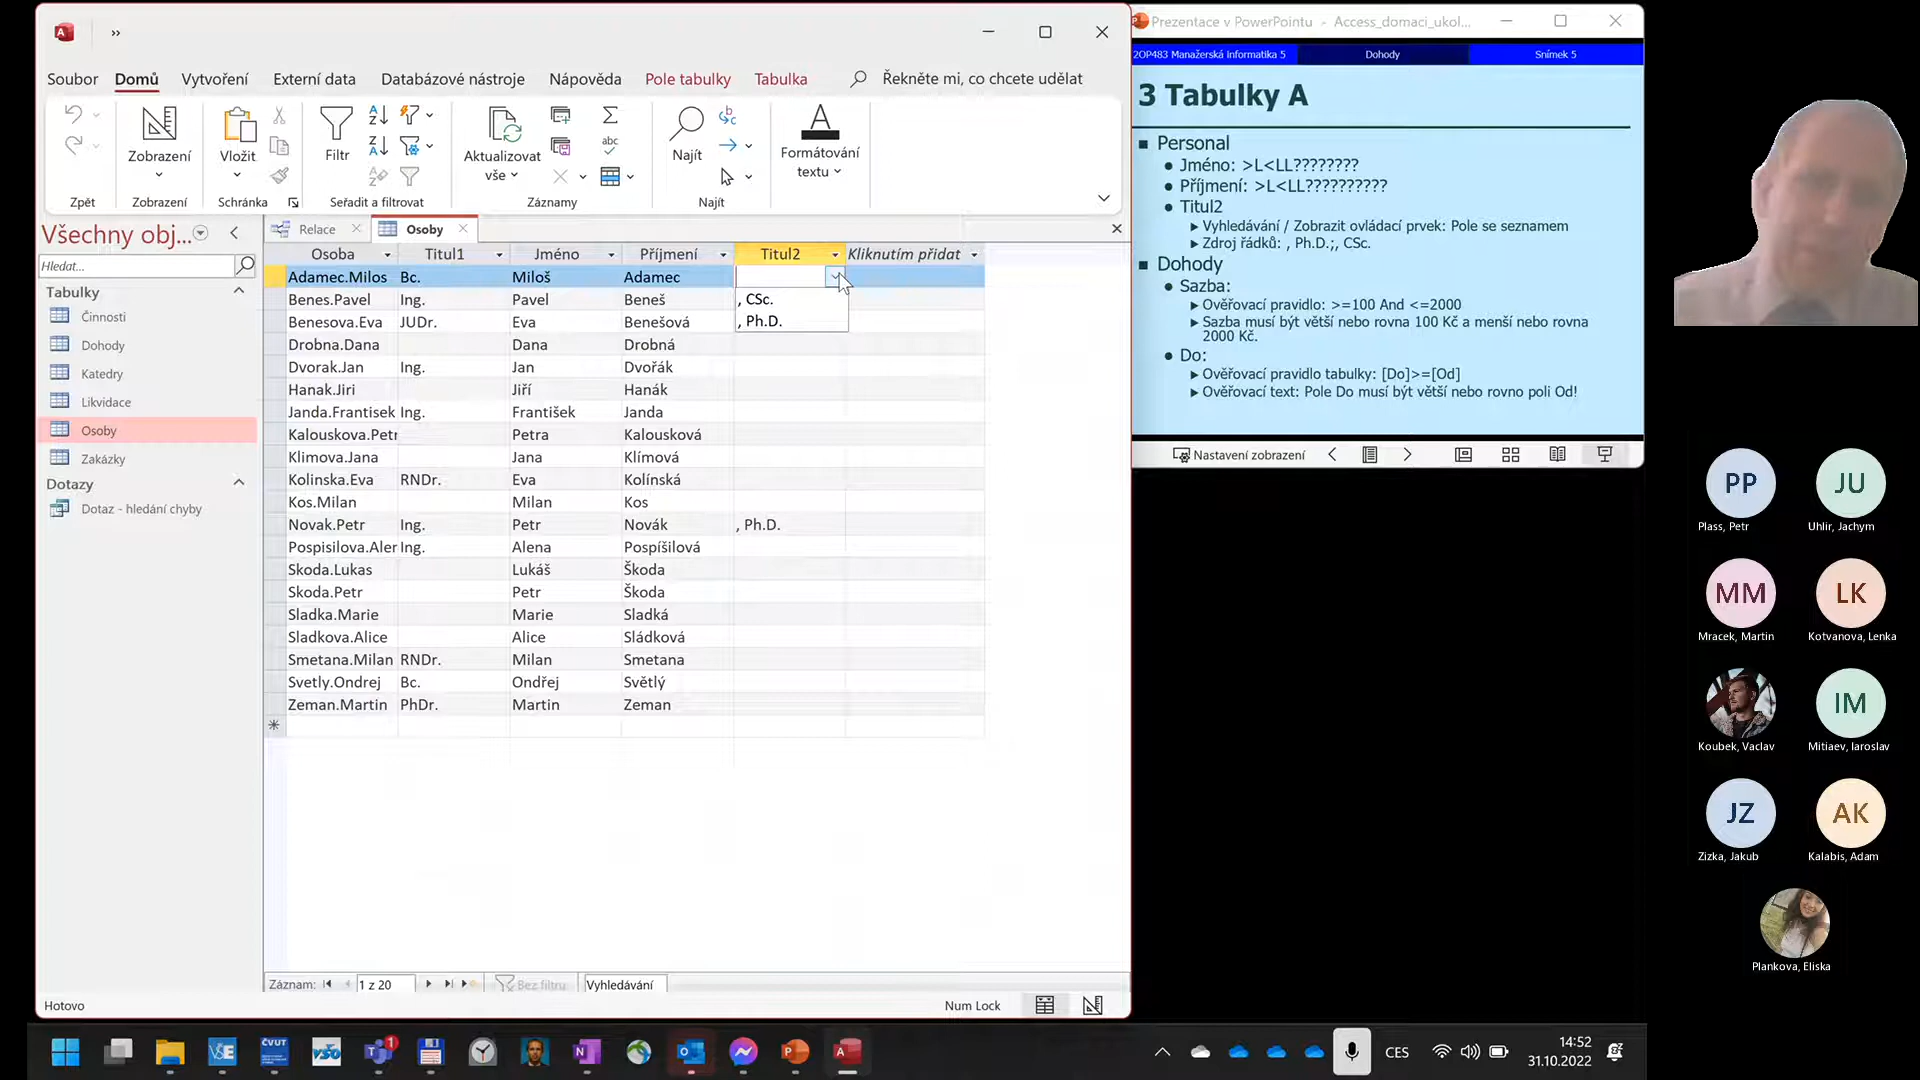 »
Soubor Domů Vytvoření Externí data Databázové nástroje Nápověda Pole tabulky Tabulka Řekněte mi, co chcete udělat
Zobrazení
Vložit
Filtr
Aktualizovat vše
Najít
Formátování textu
Zpět Zobrazení Schránka Seřadit a filtrovat Záznamy Najít
Všechny obj...
Hledat...
Tabulky
Činnosti
Dohody
Katedry
Likvidace
Osoby
Zakázky
Dotazy
Dotaz - hledání chyby
Relace Osoby
Osoba Titul1 Jméno Příjmení Titul2 Kliknutím přidat
Adamec.Milos Bc. Miloš Adamec
Benes.Pavel Ing. Pavel Beneš
, CSc.
Benesova.Eva JUDr. Eva Benešová
, Ph.D.
Drobna.Dana Dana Drobná
Dvorak.Jan Ing. Jan Dvořák
Hanak.Jiri Jiří Hanák
Janda.Frantisek Ing. František Janda
Kalouskova.Petr Petra Kalousková
Klimova.Jana Jana Klímová
Kolinska.Eva RNDr. Eva Kolínská
Kos.Milan Milan Kos
Novak.Petr Ing. Petr Novák , Ph.D.
Pospisilova.Aler Ing. Alena Pospíšilová
Skoda.Lukas Lukáš Škoda
Skoda.Petr Petr Škoda
Sladka.Marie Marie Sladká
Sladkova.Alice Alice Sládková
Smetana.Milan RNDr. Milan Smetana
Svetly.Ondrej Bc. Ondřej Světlý
Zeman.Martin PhDr. Martin Zeman
Záznam: 1 z 20 Bez filtru Vyhledávání
Hotovo Num Lock
Prezentace v PowerPointu - Access_domaci_ukol...
2OP483 Manažerská informatika 5 Dohody Snímek 5
3 Tabulky A
Personal
Jméno: >L<LL????????
Příjmení: >L<LL??????????
Titul2
Vyhledávání / Zobrazit ovládací prvek: Pole se seznamem
Zdroj řádků: , Ph.D.;, CSc.
Dohody
Sazba:
Ověřovací pravidlo: >=100 And <=2000
Sazba musí být větší nebo rovna 100 Kč a menší nebo rovna
2000 Kč.
Do:
Ověřovací pravidlo tabulky: [Do]>=[Od]
Ověřovací text: Pole Do musí být větší nebo rovno poli Od!
Nastavení zobrazení
PP JU
Plass, Petr Uhlir, Jachym
MM LK
Mracek, Martin Kotvanova, Lenka
IM
Koubek, Vaclav Mitiaev, Iaroslav
JZ AK
Zizka, Jakub Kalabis, Adam
Plankova, Eliska
CES
14:52
31.10.2022